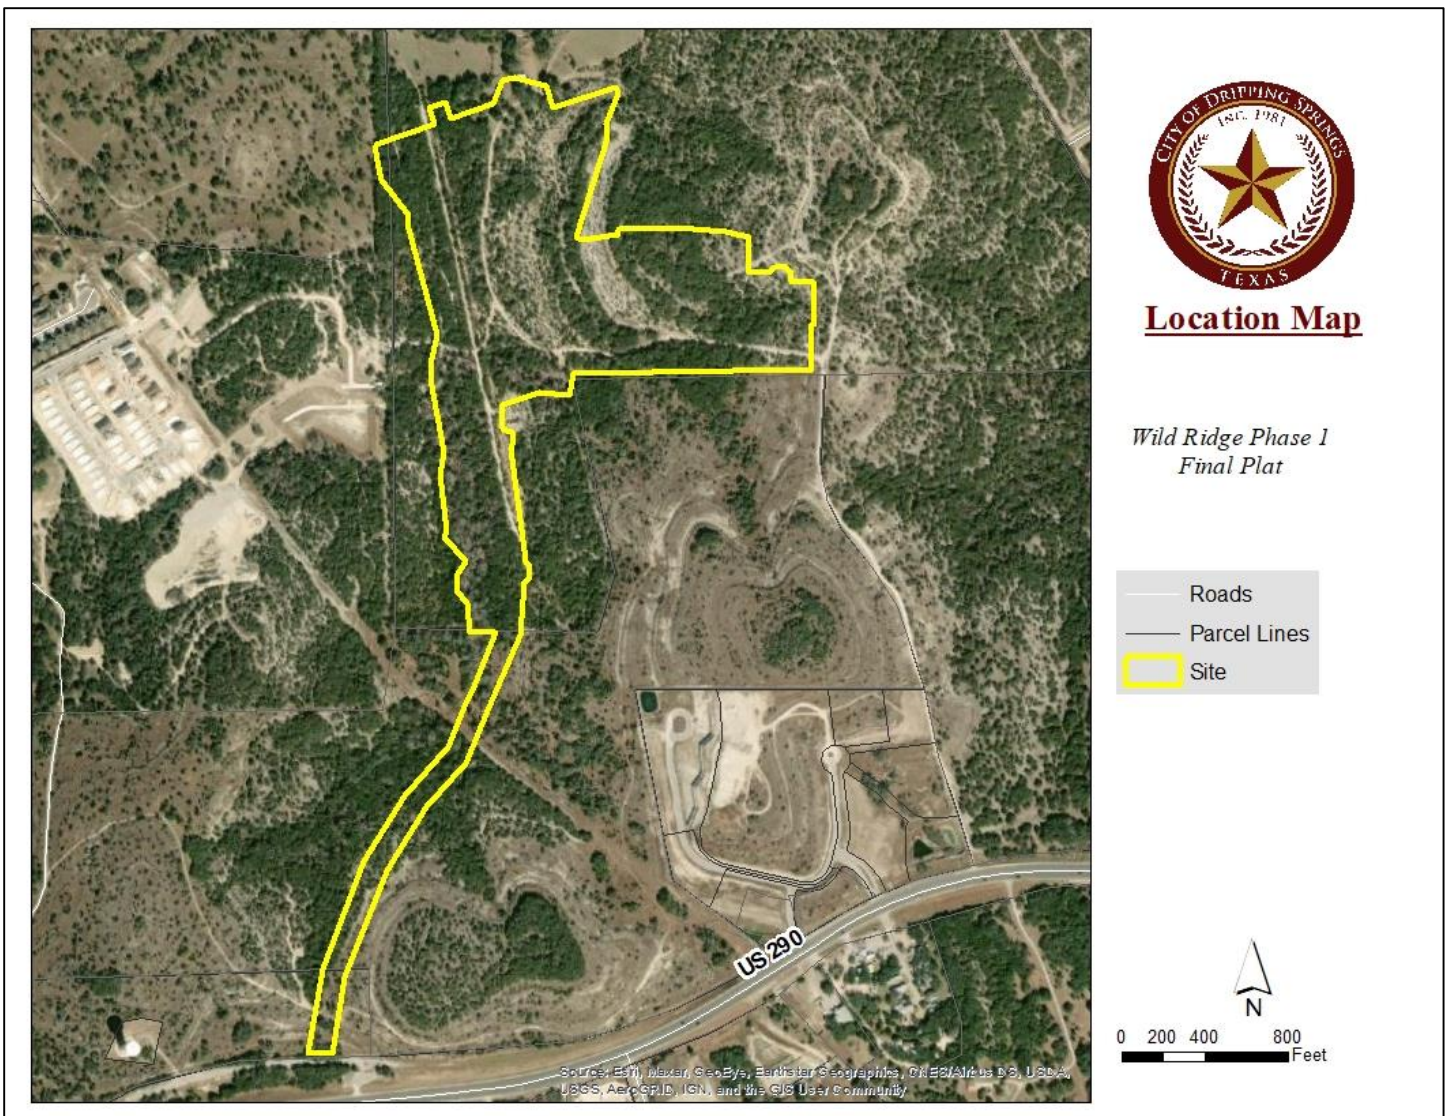 CITY OF DRIPPING SPRINGS
INC. 1981
TEXAS
Location Map
Wild Ridge Phase 1
Final Plat
Roads
Parcel Lines
Site
US 290
N
0 200 400 800
Feet
Source: Esri, Maxar, GeoEye, Earthstar Geographics, CNES/Airbus DS, USDA,
USGS, AeroGRID, IGN, and the GIS User Community